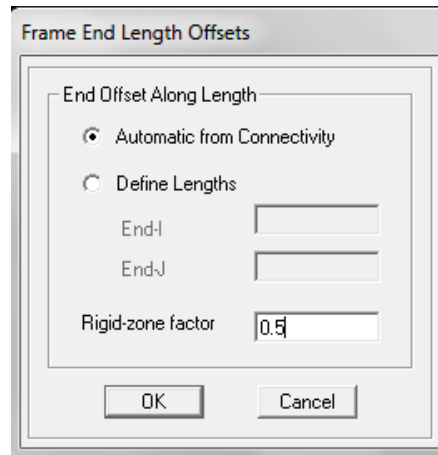 Frame End Length Offsets
End Offset Along Length
Automatic from Connectivity
Define Lengths
End-I
End-J
Rigid-zone factor 0.5
OK Cancel